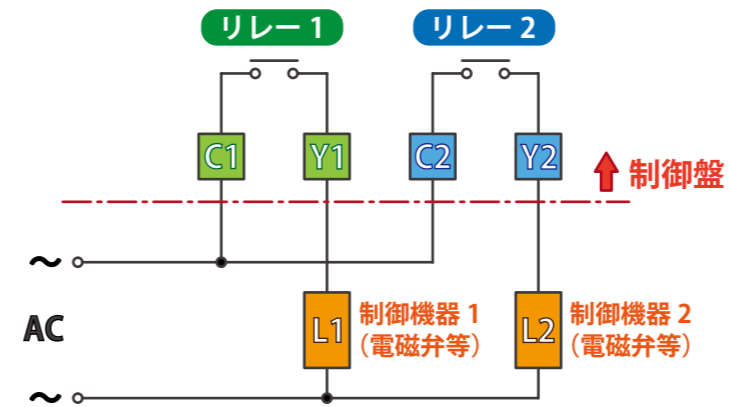 リレー 1
リレー 2
C1
Y1
C2
Y2
制御盤
～
AC
L1
制御機器 1
（電磁弁等）
L2
制御機器 2
（電磁弁等）
～